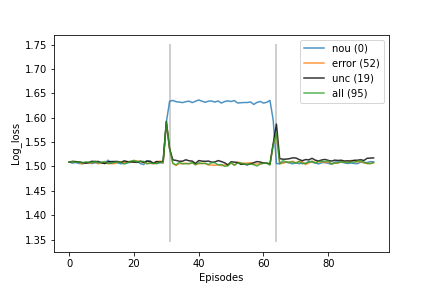 1.75
1.70
1.65
1.60
1.55
1.50
1.45
1.40
1.35
Log_loss
0
20
40
60
80
Episodes
nou (0)
error (52)
unc (19)
all (95)